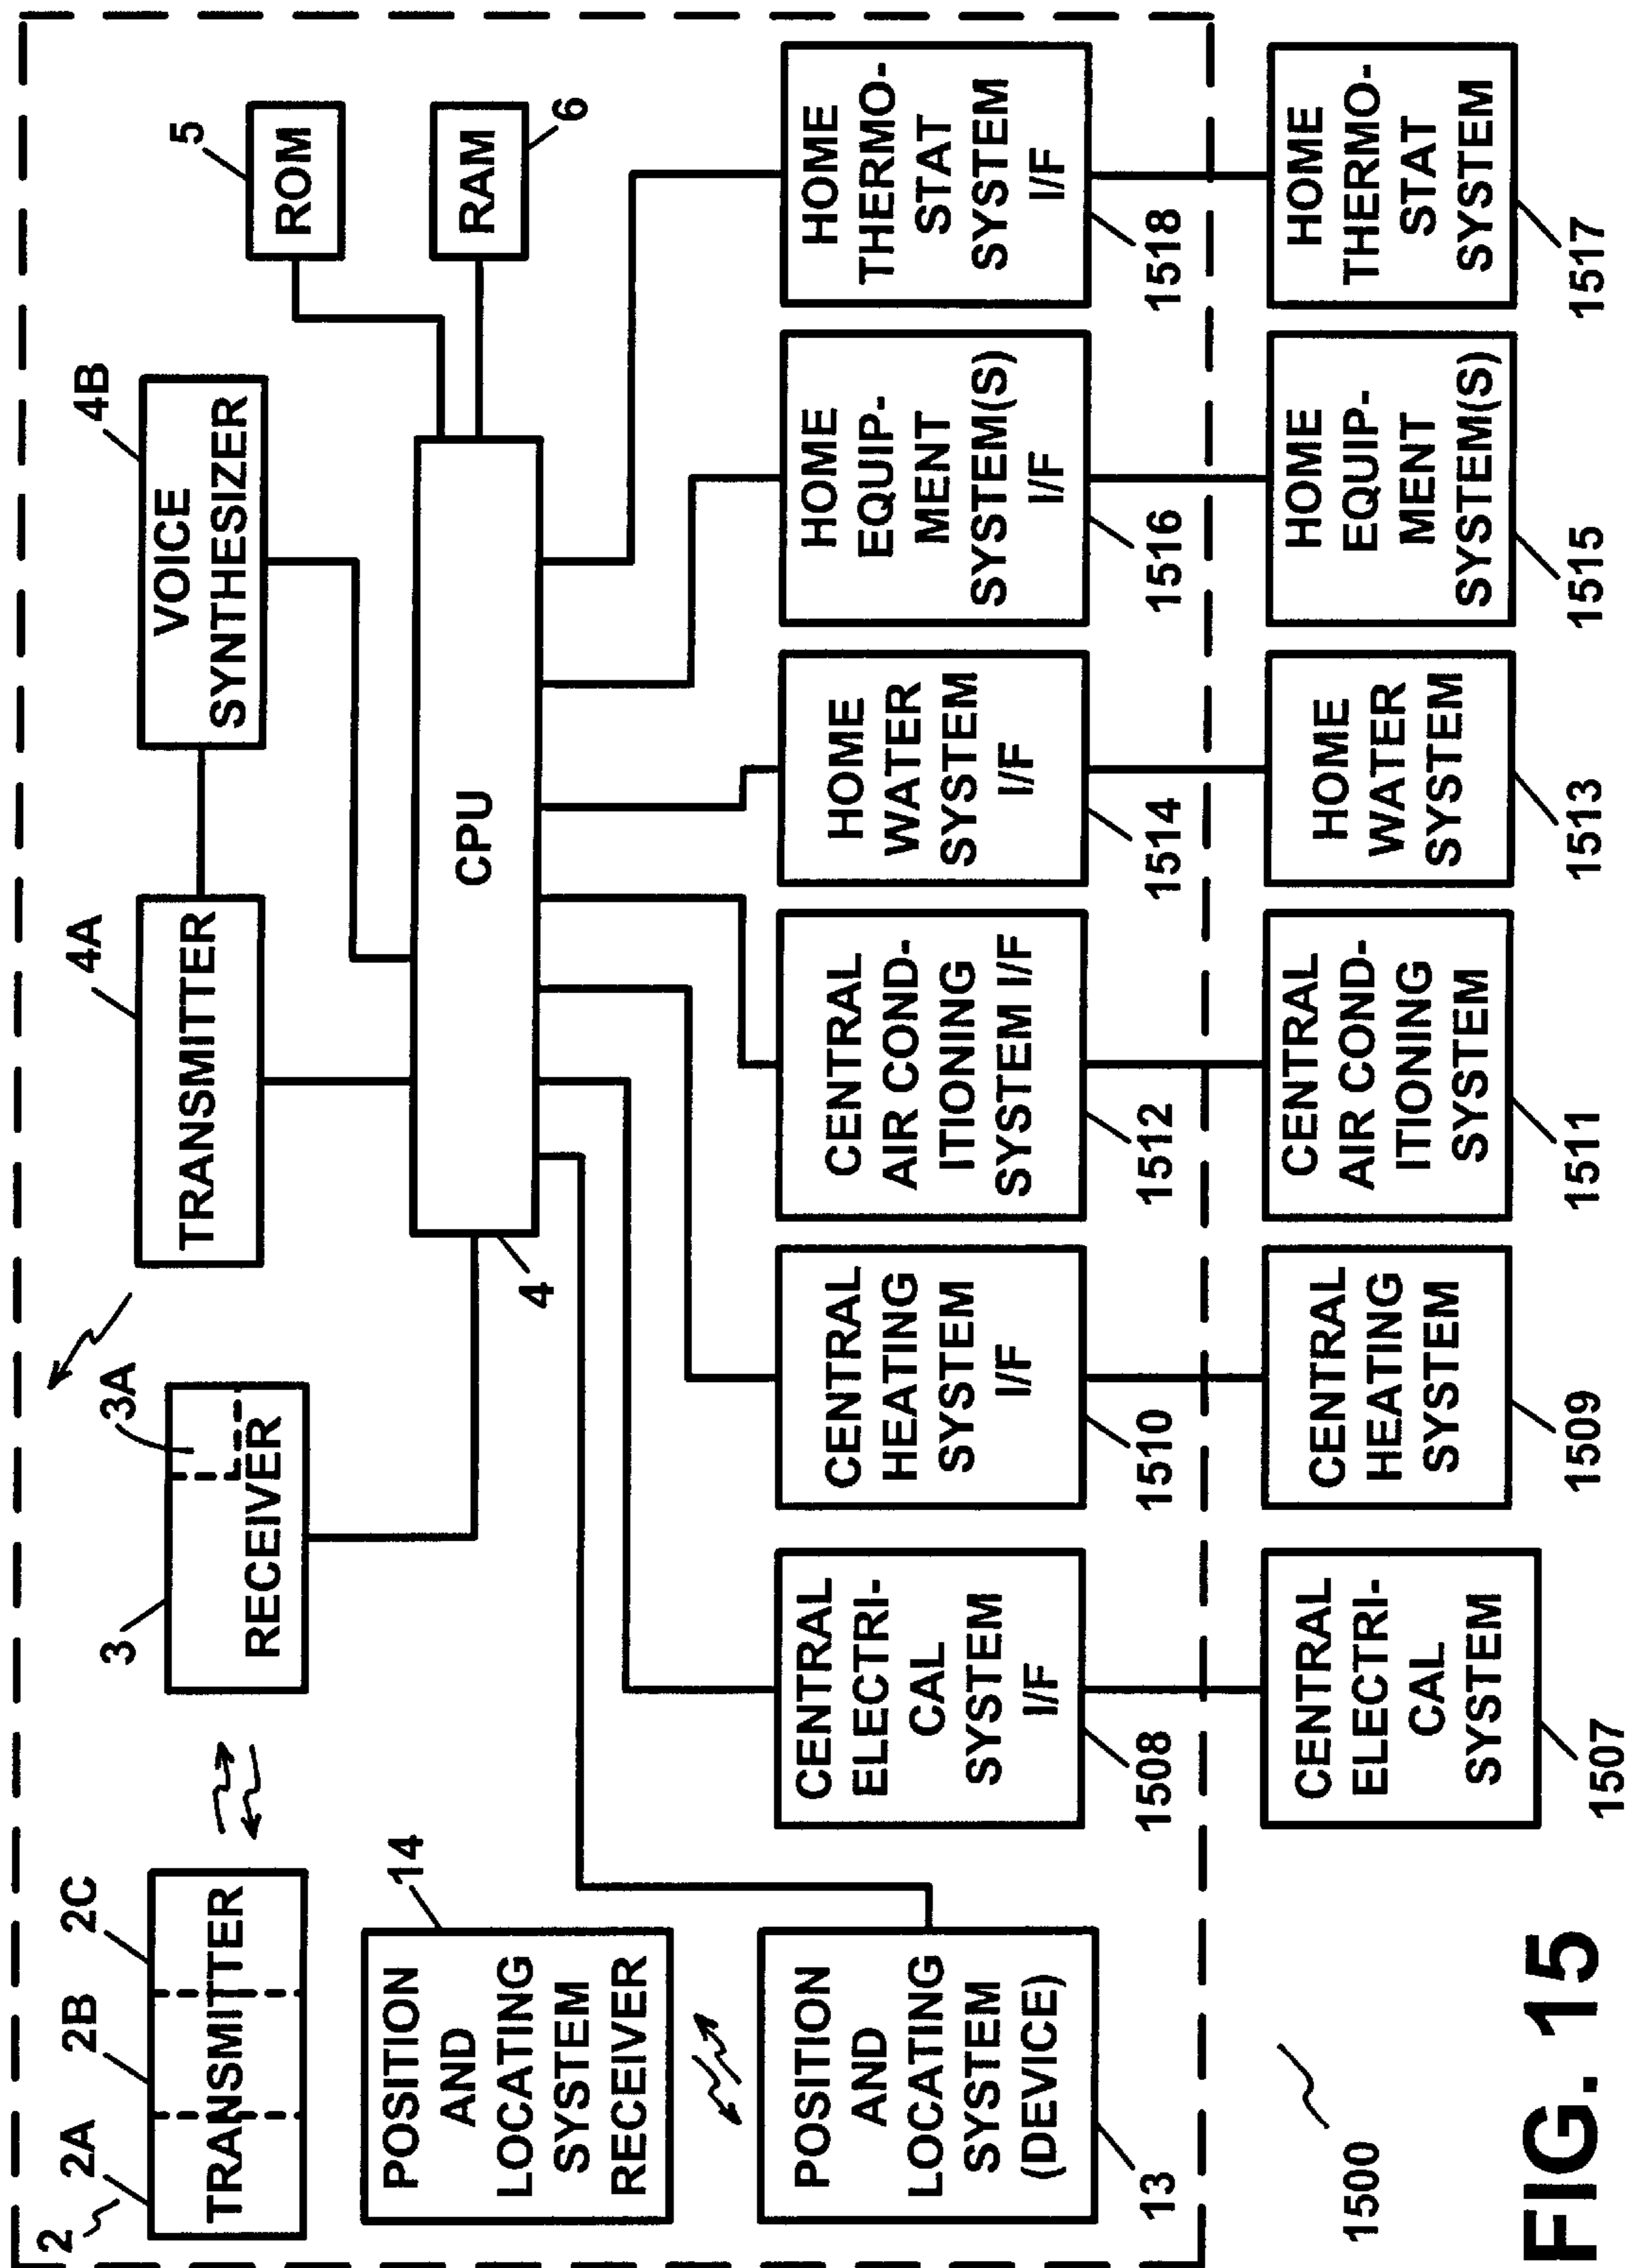 2
2A
2B
2C
TRANSMITTER
3
3A
RECEIVER
4A
TRANSMITTER
4B
VOICE
SYNTHESIZER
5
ROM
RAM
6
CPU
4
14
POSITION
AND
LOCATING
SYSTEM
RECEIVER
POSITION
AND
LOCATING
SYSTEM
(DEVICE)
13
CENTRAL
ELECTRI-
CAL
SYSTEM
I/F
1508
CENTRAL
HEATING
SYSTEM
I/F
1510
CENTRAL
AIR COND-
ITIONING
SYSTEM I/F
1512
HOME
WATER
SYSTEM
I/F
1514
HOME
EQUIP-
MENT
SYSTEM(S)
I/F
1516
HOME
THERMO-
STAT
SYSTEM
I/F
1518
CENTRAL
ELECTRI-
CAL
SYSTEM
1507
CENTRAL
HEATING
SYSTEM
1509
CENTRAL
AIR COND-
ITIONING
SYSTEM
1511
HOME
WATER
SYSTEM
1513
HOME
EQUIP-
MENT
SYSTEM(S)
1515
HOME
THERMO-
STAT
SYSTEM
1517
1500
FIG. 15